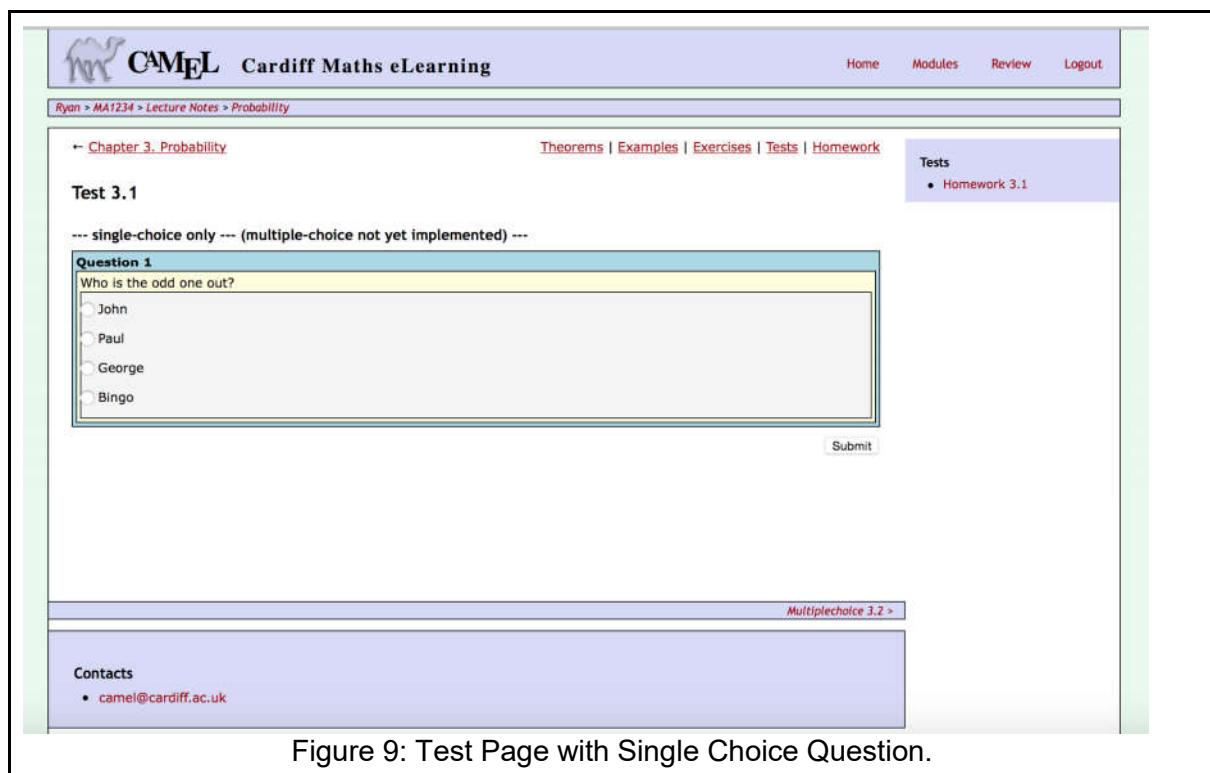 CAMEL Cardiff Maths eLearning Home Modules Review Logout
Ryan > MA1234 > Lecture Notes > Probability
← Chapter 3. Probability Theorems | Examples | Exercises | Tests | Homework
Tests
• Homework 3.1
Test 3.1
--- single-choice only --- (multiple-choice not yet implemented) ---
Question 1
Who is the odd one out?
John
Paul
George
Bingo
Submit
Multiplechoice 3.2 >
Contacts
• camel@cardiff.ac.uk
Figure 9: Test Page with Single Choice Question.